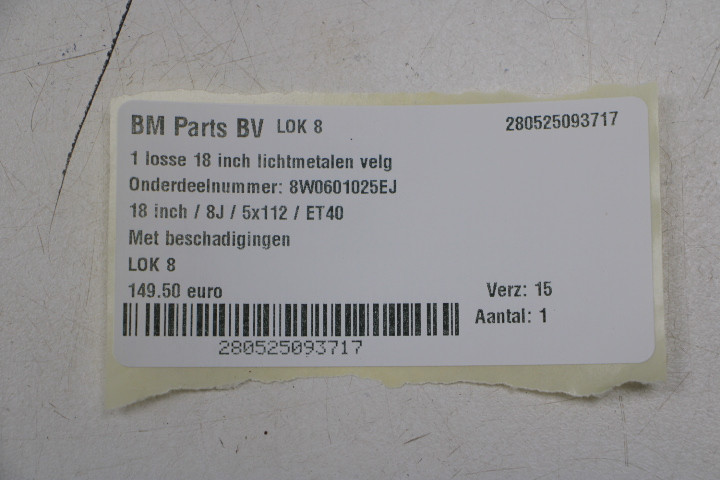 BM Parts BV LOK 8 280525093717
1 losse 18 inch lichtmetalen velg
Onderdeelnummer: 8W0601025EJ
18 inch / 8J / 5x112 / ET40
Met beschadigingen
LOK 8
149.50 euro Verz: 15
Aantal: 1
280525093717